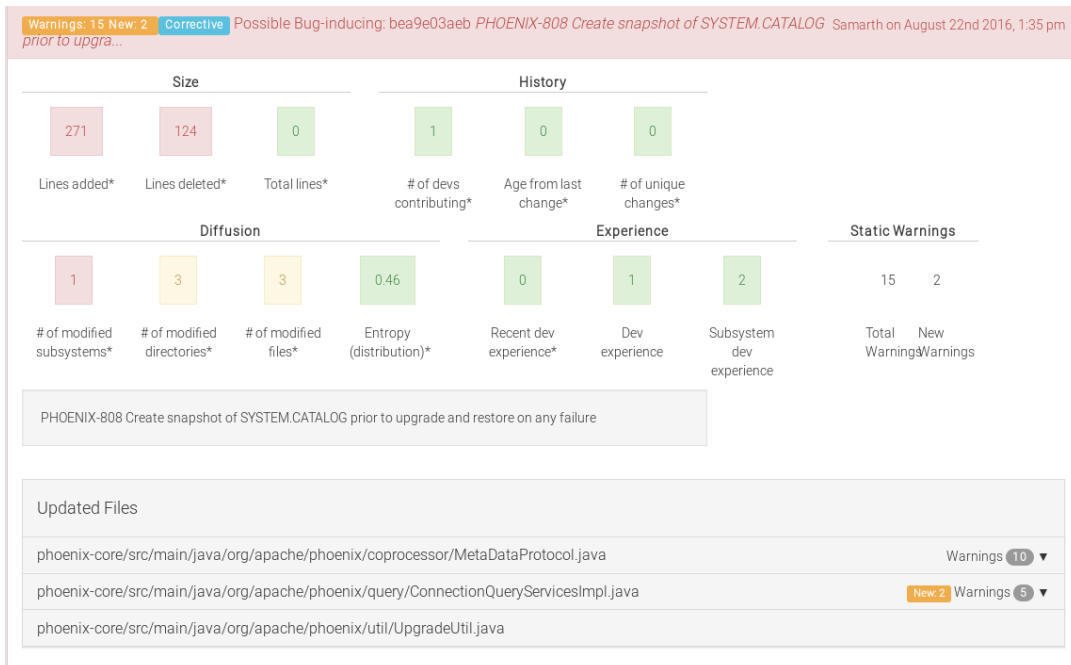 Warnings: 15 New: 2 Corrective Possible Bug-inducing: bea9e03aeb PHOENIX-808 Create snapshot of SYSTEM.CATALOG Samarth on August 22nd 2016, 1:35 pm
prior to upgra...
Size History
271 124 0 1 0 0
Lines added* Lines deleted* Total lines* # of devs Age from last # of unique
contributing* change* changes*
Diffusion Experience Static Warnings
1 3 3 0.46 0 1 2 15 2
# of modified # of modified # of modified Entropy Recent dev Dev Subsystem Total New
subsystems* directories* files* (distribution)* experience* experience dev Warnings Warnings
experience
PHOENIX-808 Create snapshot of SYSTEM.CATALOG prior to upgrade and restore on any failure
Updated Files
phoenix-core/src/main/java/org/apache/phoenix/coprocessor/MetaDataProtocol.java Warnings 10 ▼
phoenix-core/src/main/java/org/apache/phoenix/query/ConnectionQueryServicesImpl.java New: 2 Warnings 5 ▼
phoenix-core/src/main/java/org/apache/phoenix/util/UpgradeUtil.java